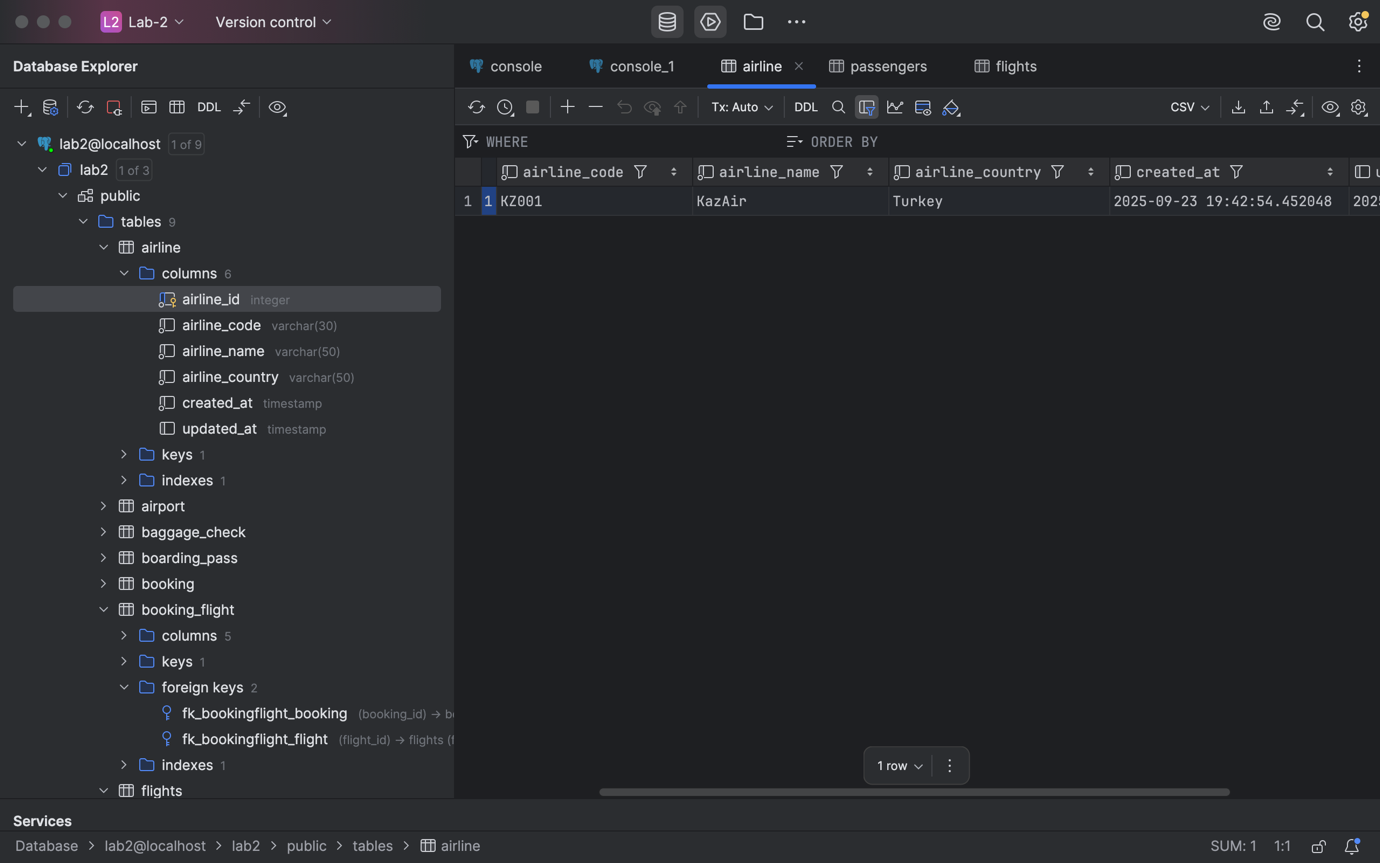 L2 Lab-2 Version control
Database Explorer
console
console_1
airline
passengers
flights
DDL
Tx: Auto
DDL
CSV
WHERE
ORDER BY
airline_code airline_name airline_country created_at
1 1 KZ001 KazAir Turkey 2025-09-23 19:42:54.452048 202
lab2@localhost 1 of 9
lab2 1 of 3
public
tables 9
airline
columns 6
airline_id integer
airline_code varchar(30)
airline_name varchar(50)
airline_country varchar(50)
created_at timestamp
updated_at timestamp
keys 1
indexes 1
airport
baggage_check
boarding_pass
booking
booking_flight
columns 5
keys 1
foreign keys 2
fk_bookingflight_booking (booking_id) → b
fk_bookingflight_flight (flight_id) → flights (f
indexes 1
flights
1 row
Services
Database > lab2@localhost > lab2 > public > tables > airline
SUM: 1 1:1